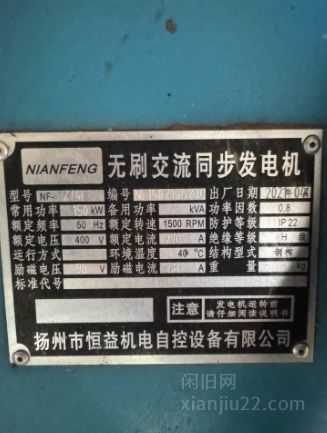 NIANFENG 无刷交流同步发电机
型号 NF- 编号 出厂日期
常用功率 150 kW 常用功率 kVA 功率因数 0.8
额定频率 50 Hz 额定转速 1500 RPM 防护等级 IP22
额定电压 400 V 额定电流 A 绝缘等级 H 级
运行方式 环境温度 40 ℃ 结构型式
励磁电压 V 励磁电流 A 重量 kg
标准代号
注意 发电机运转前
请仔细阅读说明书
扬州市恒益机电自控设备有限公司
闲旧网
xianjiu22.com